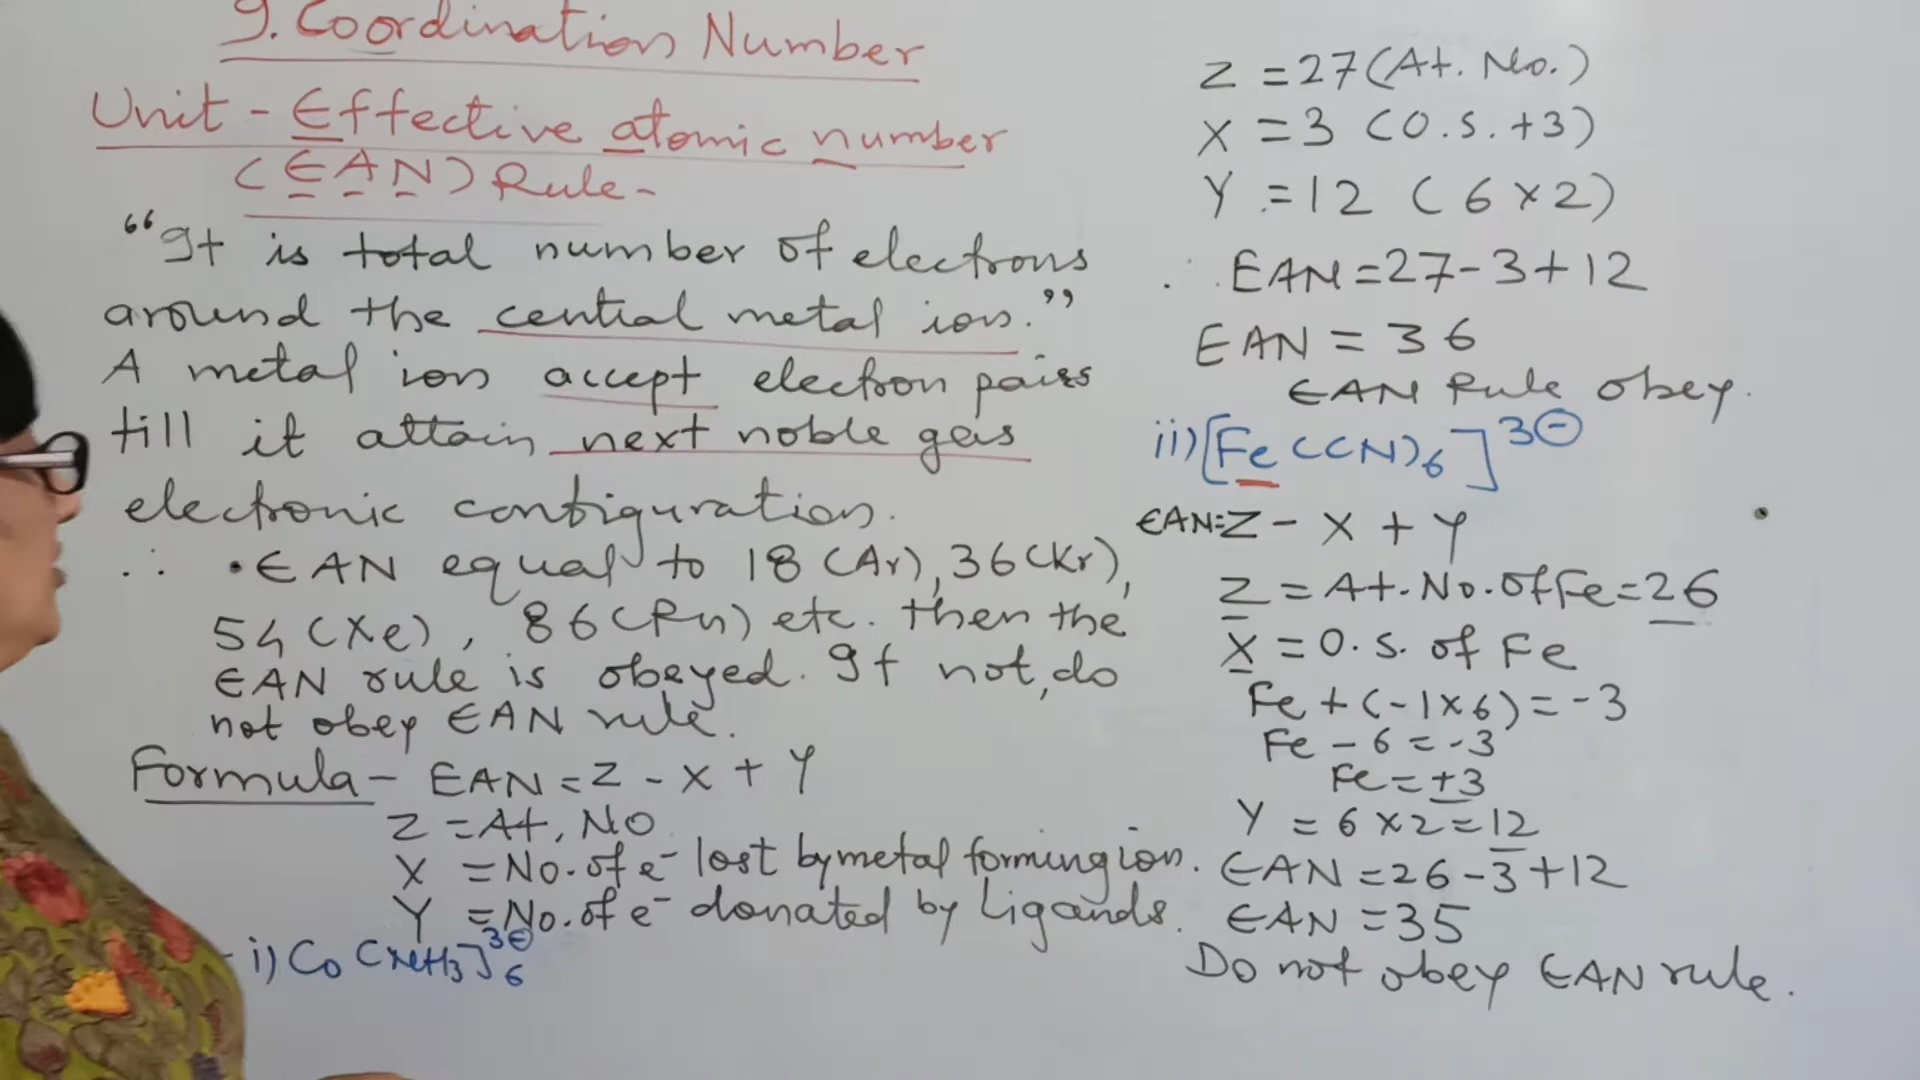 9. Coordination Number
Unit - Effective atomic number
(EAN) Rule -
"It is total number of electrons
around the central metal ion."
A metal ion accept electron pairs
till it attain next noble gas
electronic configuration.
∴ • EAN equal to 18 (Ar), 36 (Kr),
54 (Xe), 86 (Rn) etc. then the
EAN rule is obeyed. If not, do
not obey EAN rule.
Formula - EAN = Z - X + Y
Z = At. No
X = No. of e⁻ lost by metal forming ion.
Y = No. of e⁻ donated by Ligands.
- i) Co (NH3]6 3⊖
Z = 27 (At. No.)
X = 3 (O.S. +3)
Y = 12 (6 x 2)
∴ EAN = 27 - 3 + 12
EAN = 36
EAN Rule obey.
ii) [Fe (CN)6]3⊖
EAN = Z - X + Y
Z = At. No. of Fe = 26
X = O.S. of Fe
Fe + (-1 x 6) = -3
Fe - 6 = -3
Fe = +3
Y = 6 x 2 = 12
EAN = 26 - 3 + 12
EAN = 35
Do not obey EAN rule.